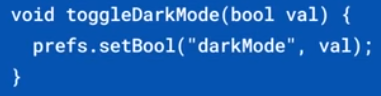 void toggleDarkMode(bool val) {
  prefs.setBool("darkMode", val);
}